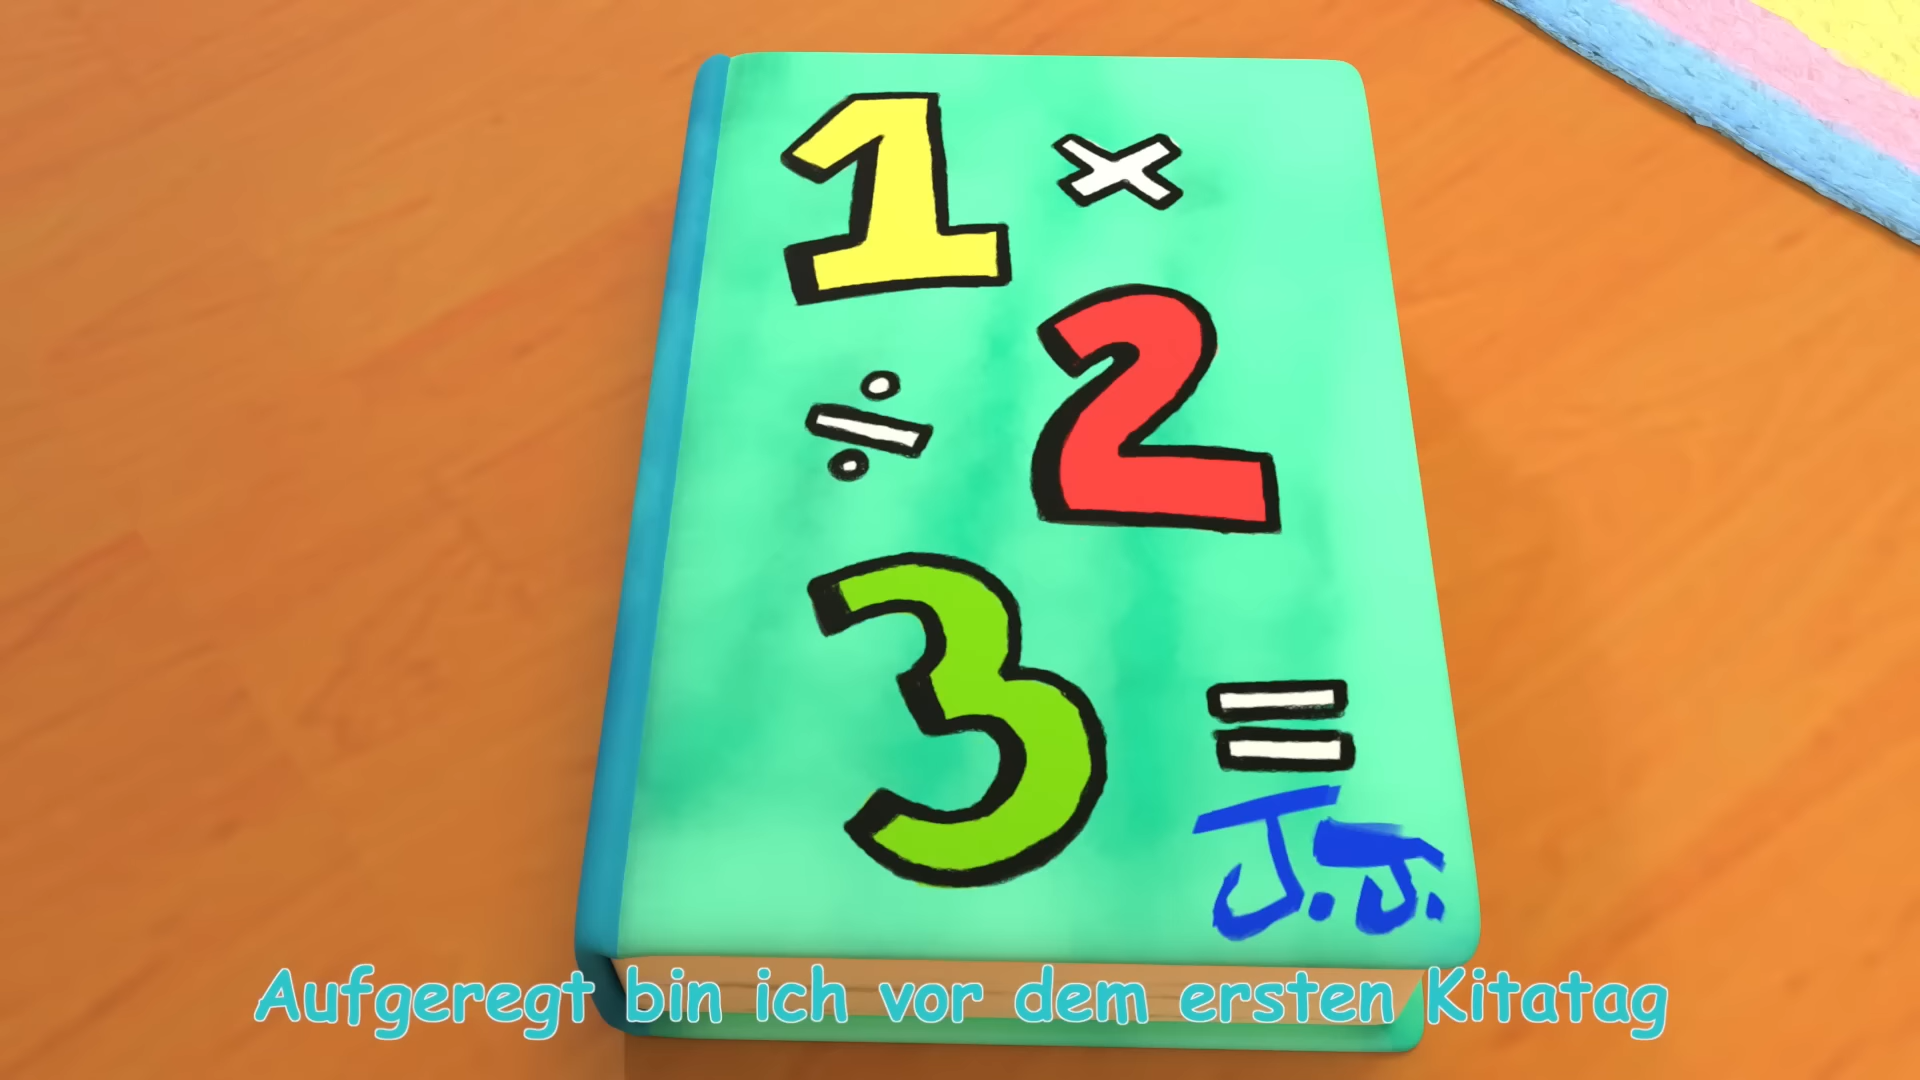 1 ×
÷ 2
3 =
J.J.
Aufgeregt bin ich vor dem ersten Kitatag